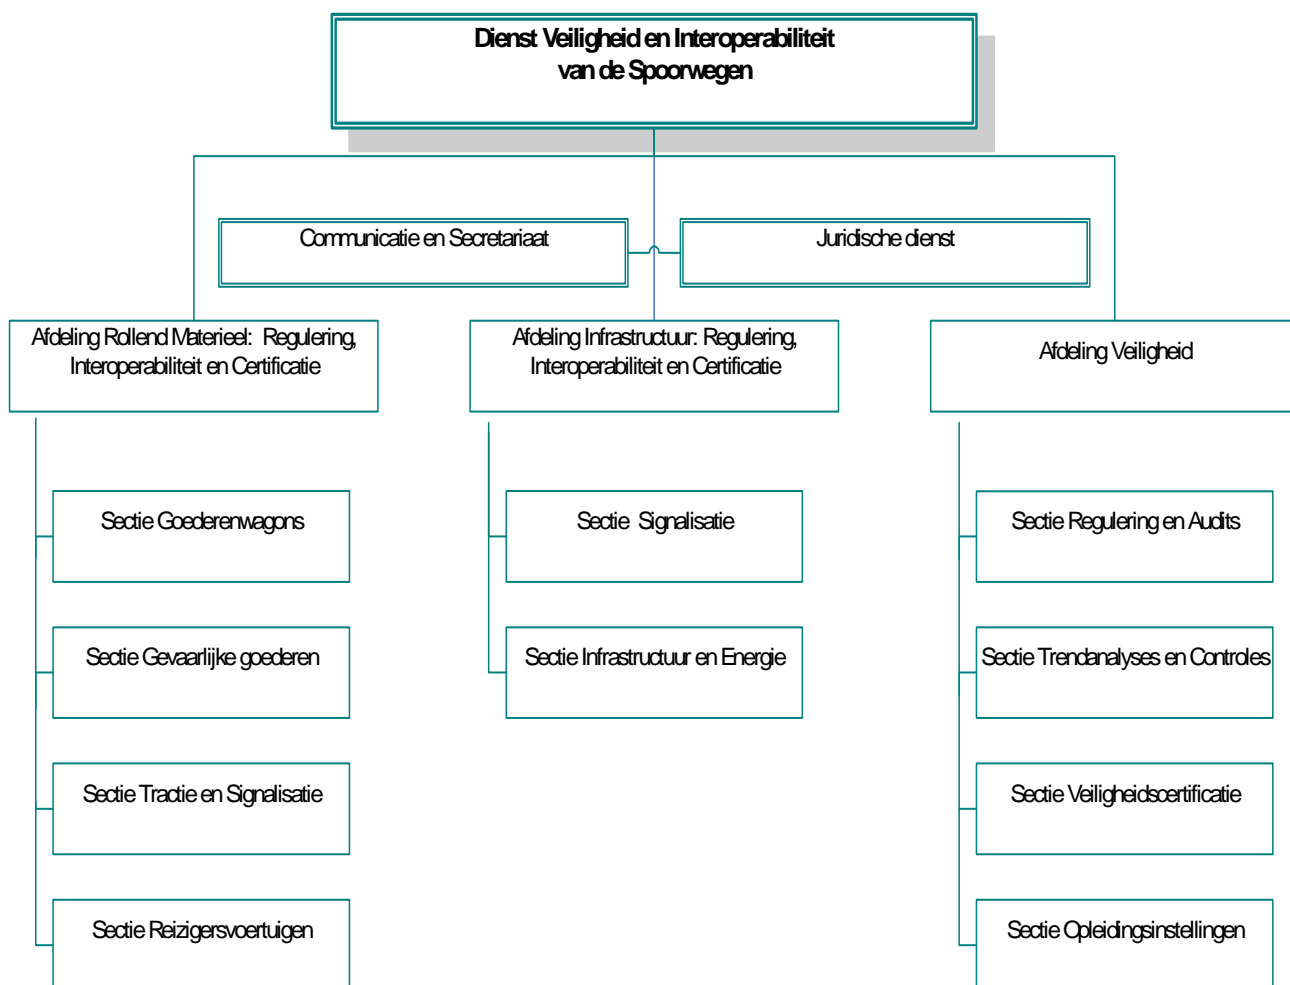 Dienst Veiligheid en Interoperabiliteit
van de Spoorwegen
Communicatie en Secretariaat
Juridische dienst
Afdeling Rollend Materieel: Regulering,
Interoperabiliteit en Certificatie
Afdeling Infrastructuur: Regulering,
Interoperabiliteit en Certificatie
Afdeling Veiligheid
Sectie Goederenwagons
Sectie Signalisatie
Sectie Regulering en Audits
Sectie Gevaarlijke goederen
Sectie Infrastructuur en Energie
Sectie Trendanalyses en Controles
Sectie Tractie en Signalisatie
Sectie Veiligheidscertificatie
Sectie Reizigersvoertuigen
Sectie Opleidingsinstellingen